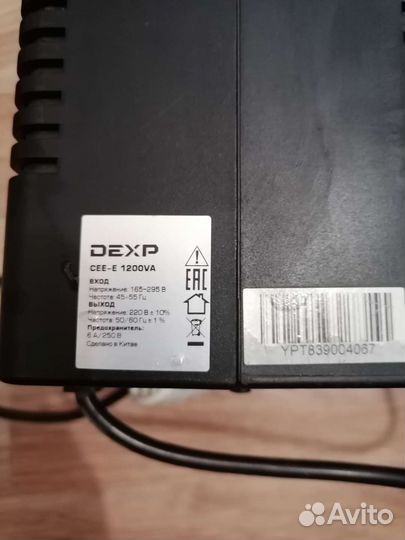 DEXP
CEE-E 1200VA
ВХОД
Напряжение: 165-295 В
Частота: 45-55 Гц
ВЫХОД
Напряжение: 220 В ± 10%
Частота: 50/60 Гц ± 1 %
Предохранитель:
6 А/250 В
Сделано в Китае
EAC
YPT839004067
Avito